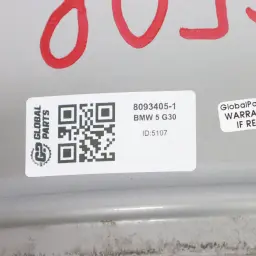 GLOBAL
PARTS
8093405-1
BMW 5 G30
ID:5107
GlobalPa
WARRA
IF RE